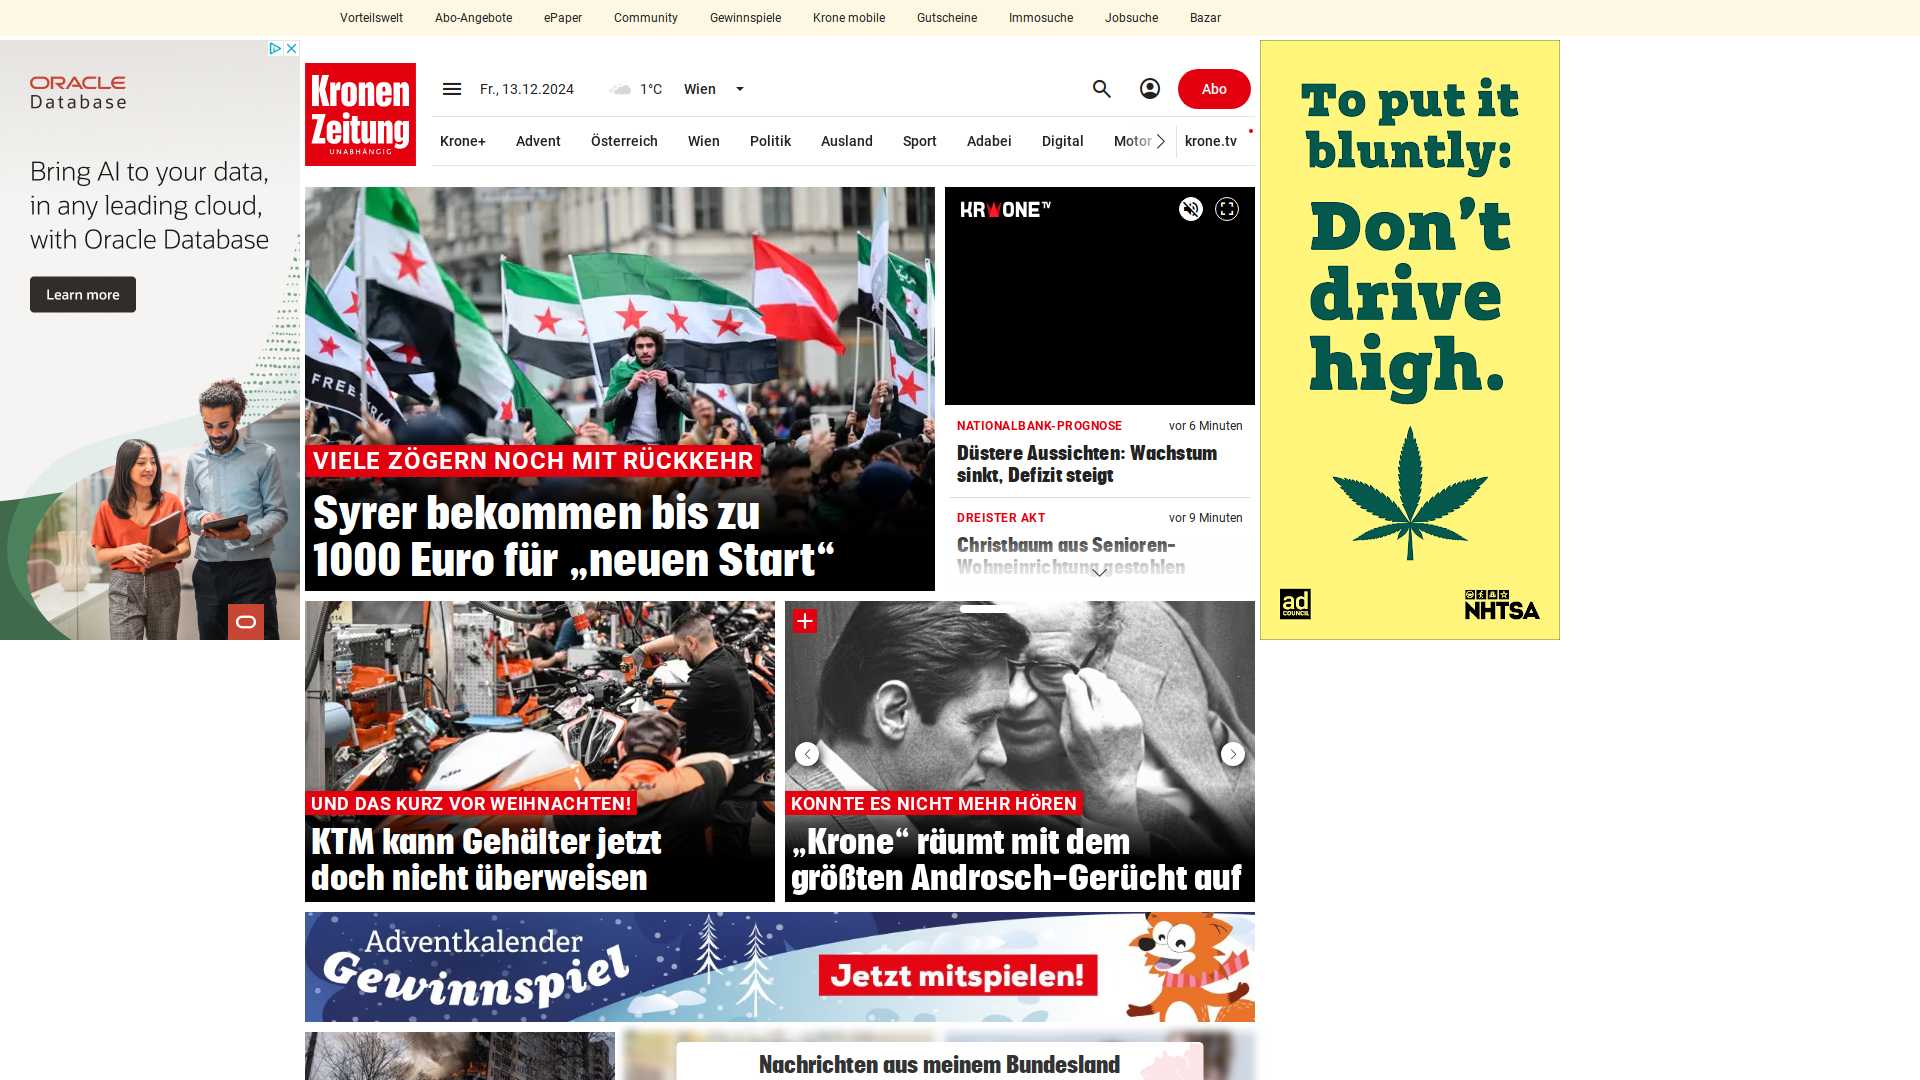 Vorteilswelt Abo-Angebote ePaper Community Gewinnspiele Krone mobile Gutscheine Immosuche Jobsuche Bazar
ORACLE
Database
Bring AI to your data,
in any leading cloud,
with Oracle Database
Learn more
Kronen
Zeitung
UNABHÄNGIG
Fr., 13.12.2024 1°C Wien
Abo
Krone+ Advent Österreich Wien Politik Ausland Sport Adabei Digital Motor krone.tv
FREE
VIELE ZÖGERN NOCH MIT RÜCKKEHR
Syrer bekommen bis zu
1000 Euro für „neuen Start“
KRONE TV
NATIONALBANK-PROGNOSE vor 6 Minuten
Düstere Aussichten: Wachstum
sinkt, Defizit steigt
DREISTER AKT vor 9 Minuten
Christbaum aus Senioren-
Wohneinrichtung gestohlen
114
KTM
UND DAS KURZ VOR WEIHNACHTEN!
KTM kann Gehälter jetzt
doch nicht überweisen
KONNTE ES NICHT MEHR HÖREN
„Krone“ räumt mit dem
größten Androsch-Gerücht auf
Adventkalender
Gewinnspiel
Jetzt mitspielen!
Nachrichten aus meinem Bundesland
To put it
bluntly:
Don’t
drive
high.
ad
COUNCIL
NHTSA